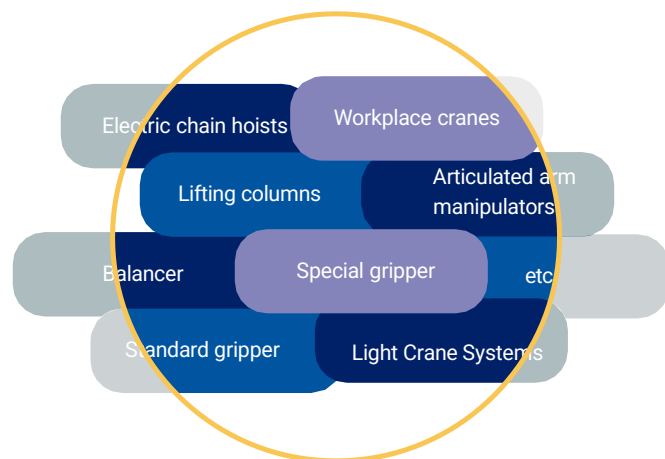 Electric chain hoists
Workplace cranes
Lifting columns
Articulated arm
manipulators
Balancer
Special gripper
etc
Standard gripper
Light Crane Systems